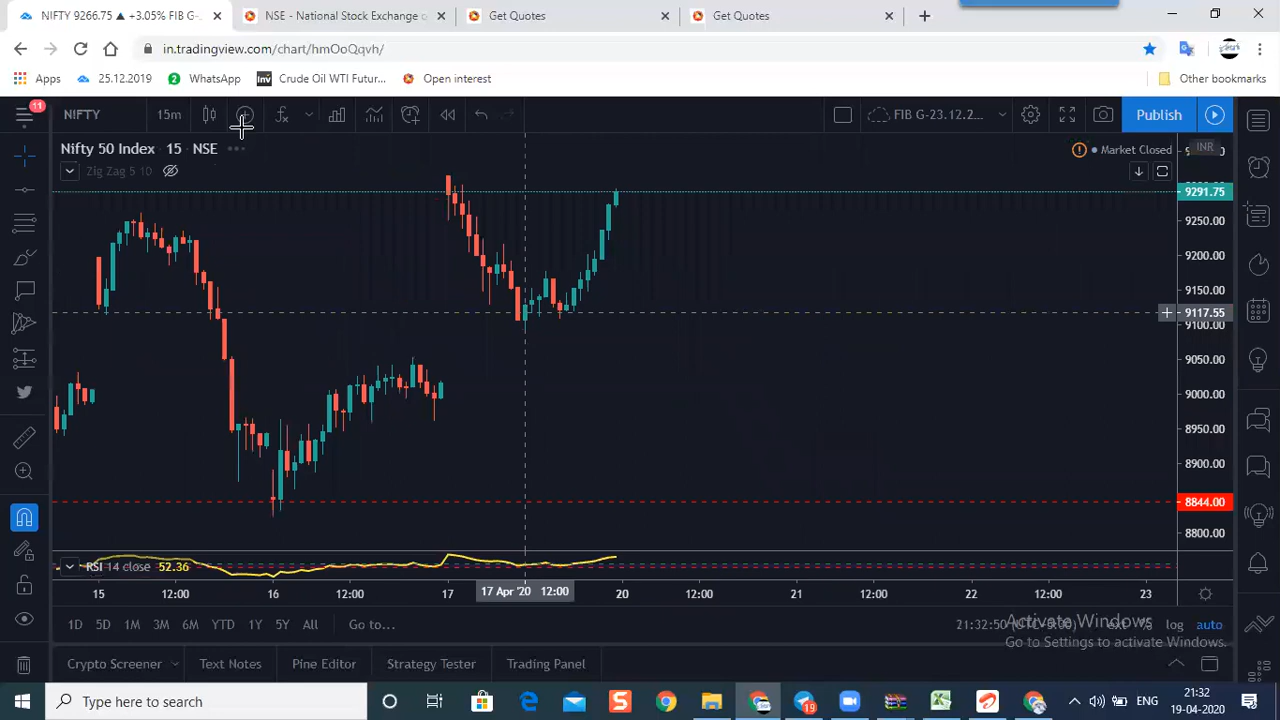 NIFTY 9266.75 ▲ +3.05% FIB G
NSE - National Stock Exchange o
Get Quotes
Get Quotes
in.tradingview.com/chart/hmOoQqvh/
Apps
25.12.2019
2 WhatsApp
Inv Crude Oil WTI Futur...
Open interest
Other bookmarks
11
NIFTY
15m
FIB G-23.12.2...
Publish
Nifty 50 Index 15 NSE
Market Closed
INR
Zig Zag 5 10
9291.75
9250.00
9200.00
9150.00
9117.55
9100.00
9050.00
9000.00
8950.00
8900.00
8844.00
8800.00
RSI 14 close 52.36
15 12:00 16 12:00 17 17 Apr '20 12:00 20 12:00 21 12:00 22 12:00 23
1D 5D 1M 3M 6M YTD 1Y 5Y All Go to...
21:32:50
% log auto
Activate Windows
Go to Settings to activate Windows.
Crypto Screener Text Notes Pine Editor Strategy Tester Trading Panel
Type here to search
19
ENG
21:32
19-04-2020